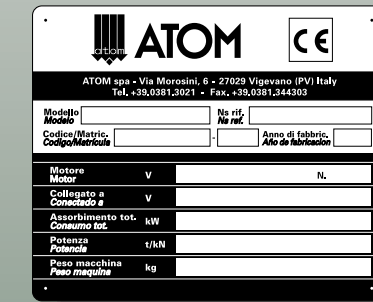 atom ATOM CE
ATOM spa - Via Morosini, 6 - 27029 Vigevano (PV) Italy
Tel. +39.0381.3021 - Fax. +39.0381.344303
Modello Ns rif.
Modelo Ns ref.
Codice/Matric. - Anno di fabbric.
Codigo/Matricula Año de fabricacion
Motore V N.
Motor
Collegato a V
Conectado a
Assorbimento tot. kW
Consumo tot.
Potenza t/kN
Potencia
Peso macchina kg
Peso maquina